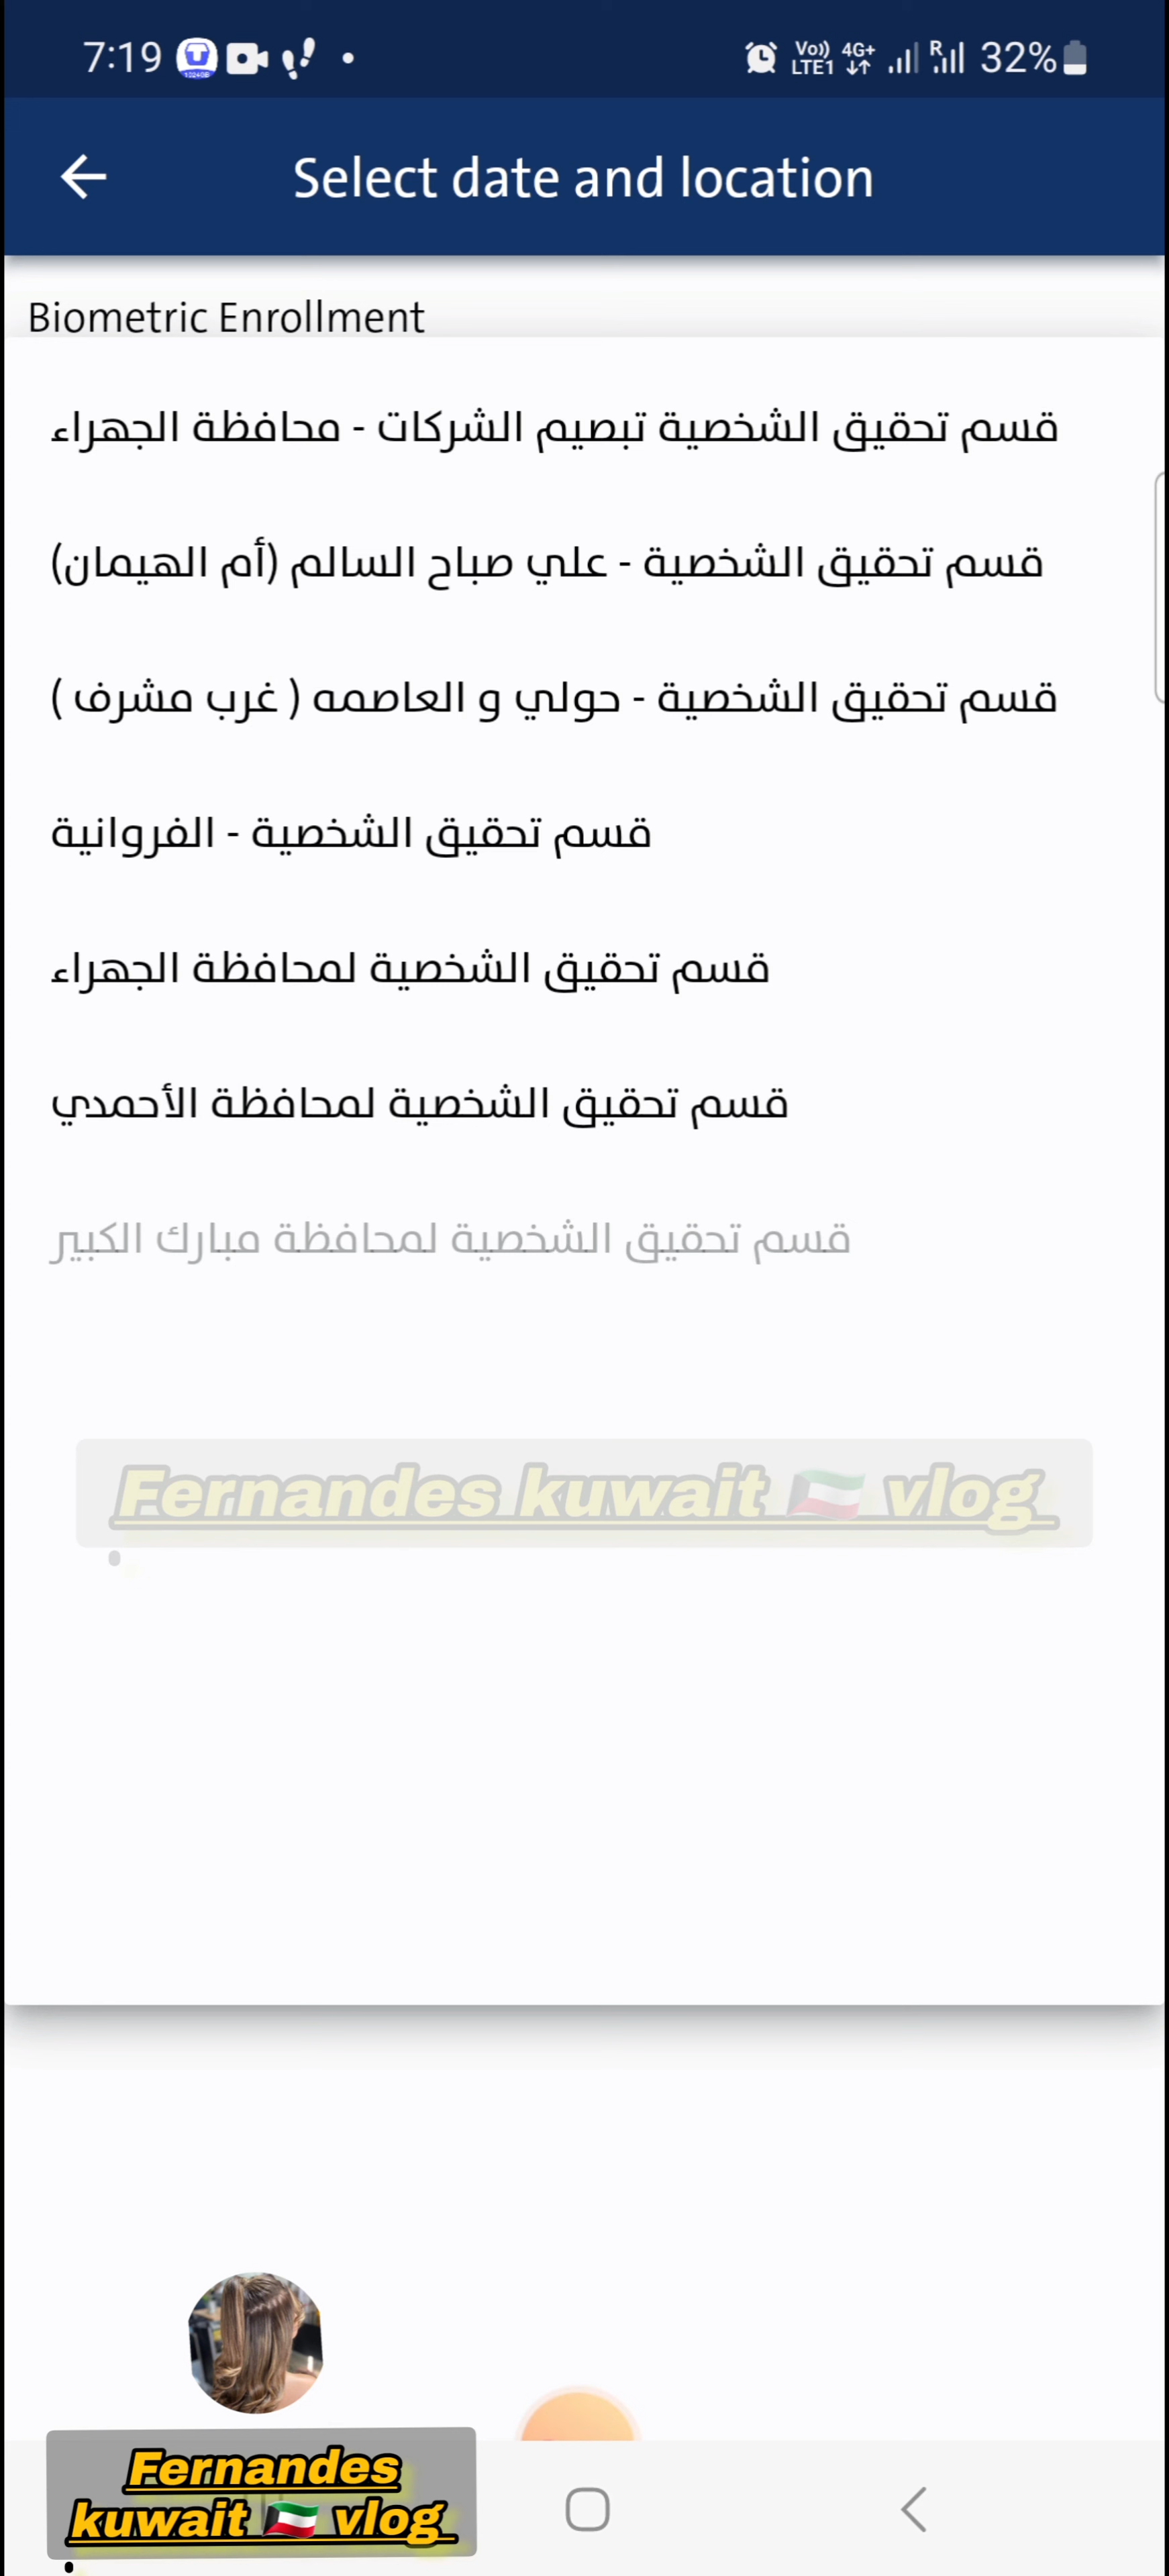 7:19
Vo)) LTE1 4G+ R 32%
Select date and location
Biometric Enrollment
قسم تحقيق الشخصية تبصيم الشركات - محافظة الجهراء
قسم تحقيق الشخصية - علي صباح السالم (أم الهيمان)
قسم تحقيق الشخصية - حولي و العاصمه ( غرب مشرف )
قسم تحقيق الشخصية - الفروانية
قسم تحقيق الشخصية لمحافظة الجهراء
قسم تحقيق الشخصية لمحافظة الأحمدي
قسم تحقيق الشخصية لمحافظة مبارك الكبير
Fernandes kuwait 🇰🇼 vlog
.
Fernandes
kuwait 🇰🇼 vlog
.